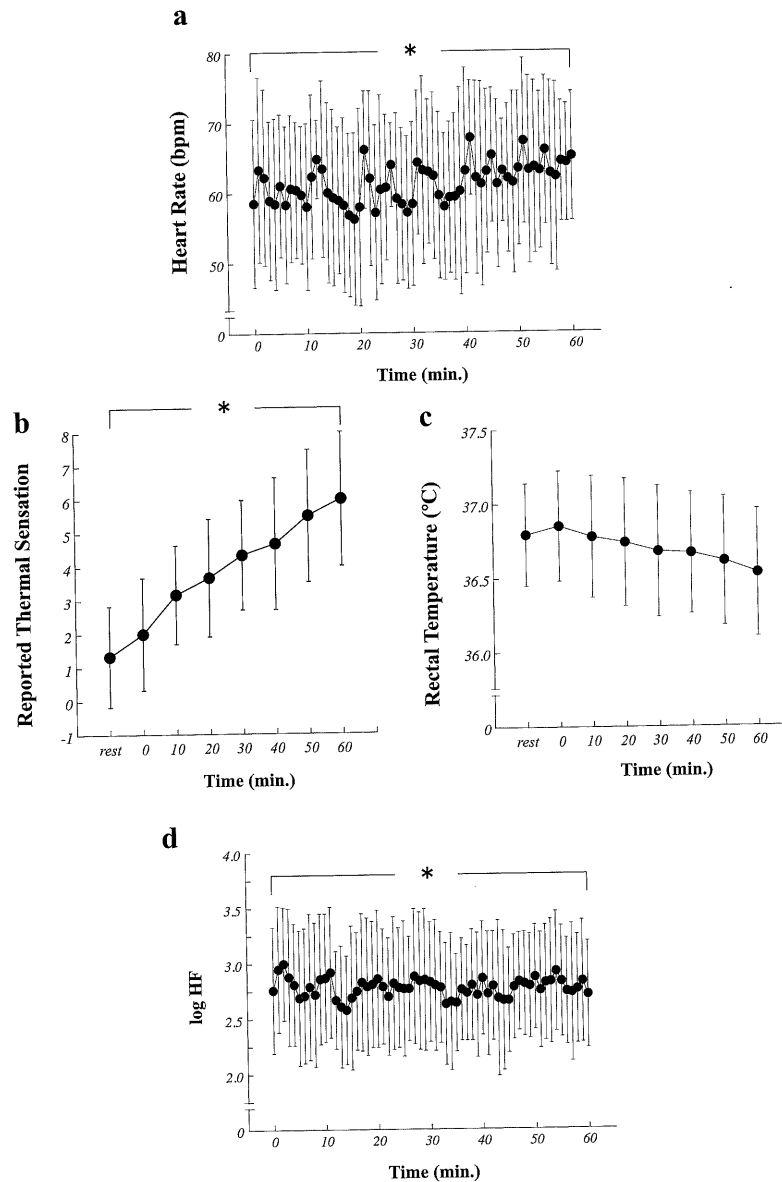 a
*
80
70
60
50
0
Heart Rate (bpm)
0 10 20 30 40 50 60
Time (min.)
b
*
8
7
6
5
4
3
2
1
0
-1
Reported Thermal Sensation
rest 0 10 20 30 40 50 60
Time (min.)
c
37.5
37.0
36.5
36.0
0
Rectal Temperature (°C)
rest 0 10 20 30 40 50 60
Time (min.)
d
*
4.0
3.5
3.0
2.5
2.0
0
log HF
0 10 20 30 40 50 60
Time (min.)